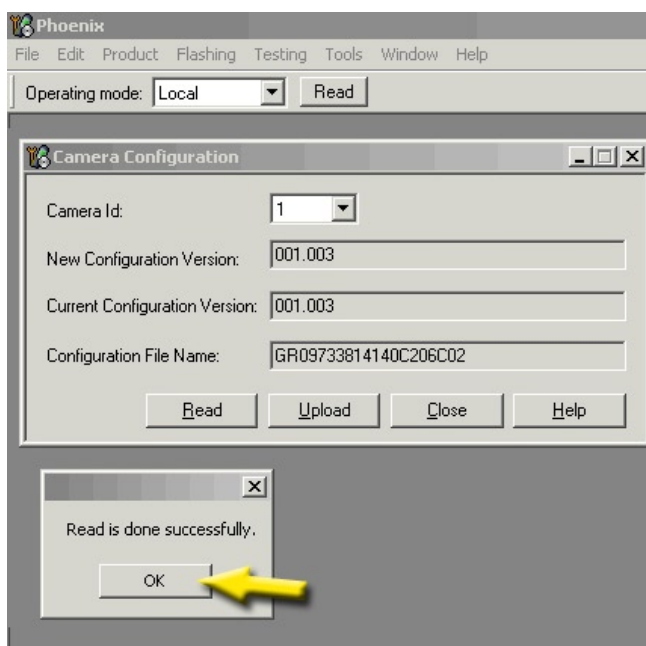 Phoenix
File Edit Product Flashing Testing Tools Window Help
Operating mode: Local Read
Camera Configuration
Camera Id: 1
New Configuration Version: 001.003
Current Configuration Version: 001.003
Configuration File Name: GR09733814140C206C02
Read Upload Close Help
Read is done successfully.
OK